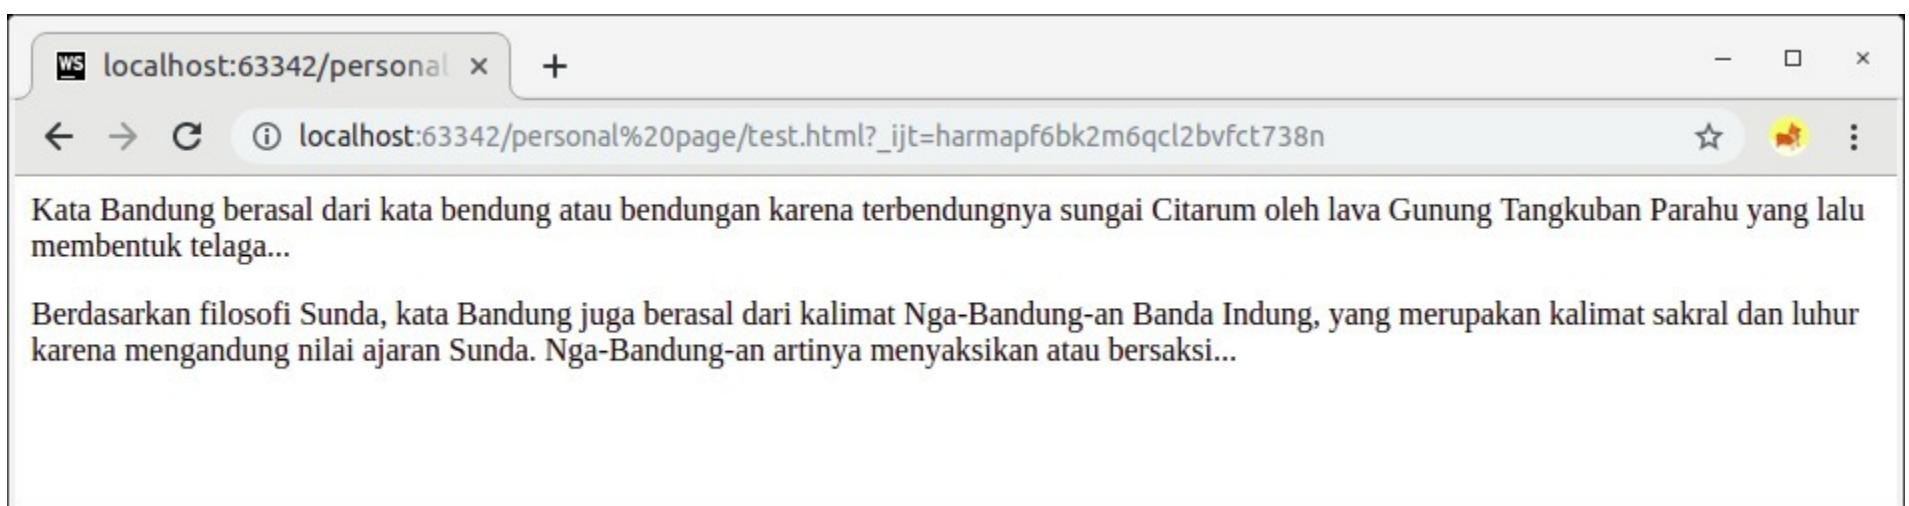 WS localhost:63342/personal
localhost:63342/personal%20page/test.html?_ijt=harmapf6bk2m6qcl2bvfct738n
Kata Bandung berasal dari kata bendung atau bendungan karena terbendungnya sungai Citarum oleh lava Gunung Tangkuban Parahu yang lalu
membentuk telaga...
Berdasarkan filosofi Sunda, kata Bandung juga berasal dari kalimat Nga-Bandung-an Banda Indung, yang merupakan kalimat sakral dan luhur
karena mengandung nilai ajaran Sunda. Nga-Bandung-an artinya menyaksikan atau bersaksi...